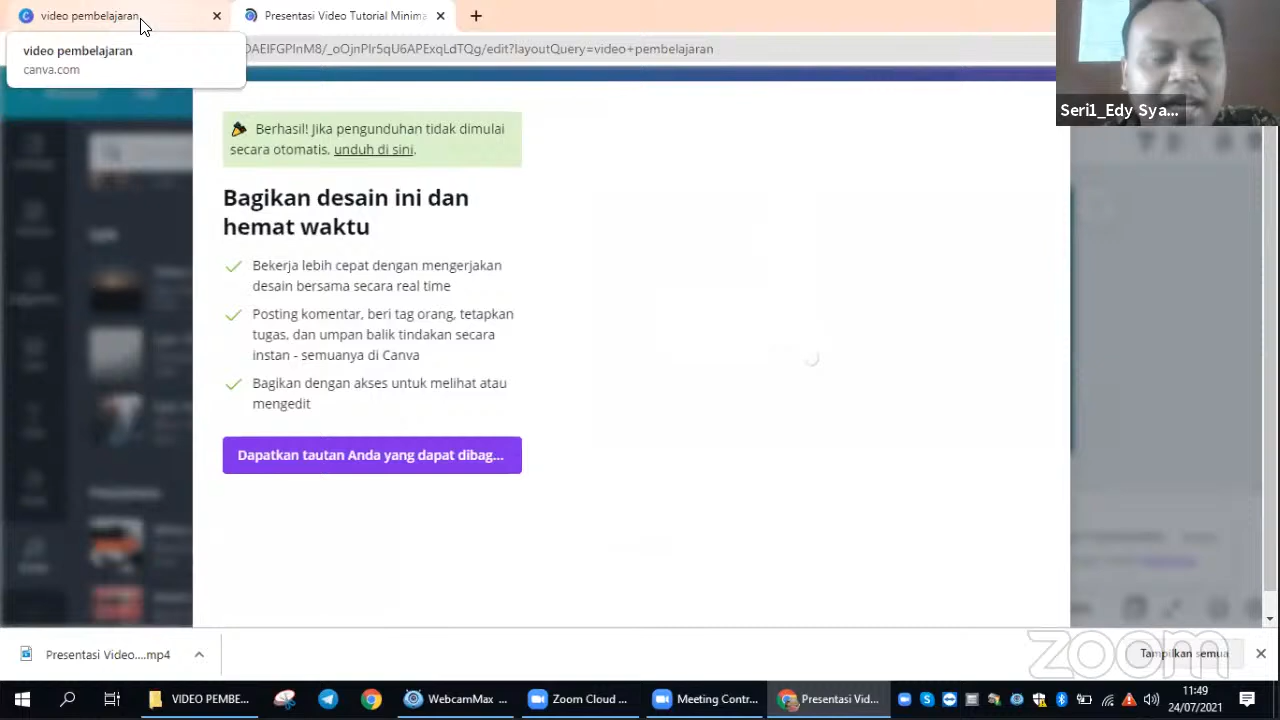 video pembelajaran
Presentasi Video Tutorial Minima
video pembelajaran
canva.com
DAElFGPlnM8/_oOjnPlr5qU6APExqLdTQg/edit?layoutQuery=video+pembelajaran
Seri1_Edy Sya...
Berhasil! Jika pengunduhan tidak dimulai
secara otomatis, unduh di sini.
Bagikan desain ini dan
hemat waktu
Bekerja lebih cepat dengan mengerjakan
desain bersama secara real time
Posting komentar, beri tag orang, tetapkan
tugas, dan umpan balik tindakan secara
instan - semuanya di Canva
Bagikan dengan akses untuk melihat atau
mengedit
Dapatkan tautan Anda yang dapat dibag...
Presentasi Video....mp4
Tampilkan semua
zoom
VIDEO PEMBE...
WebcamMax ...
Zoom Cloud ...
Meeting Contr...
Presentasi Vid...
11:49
24/07/2021